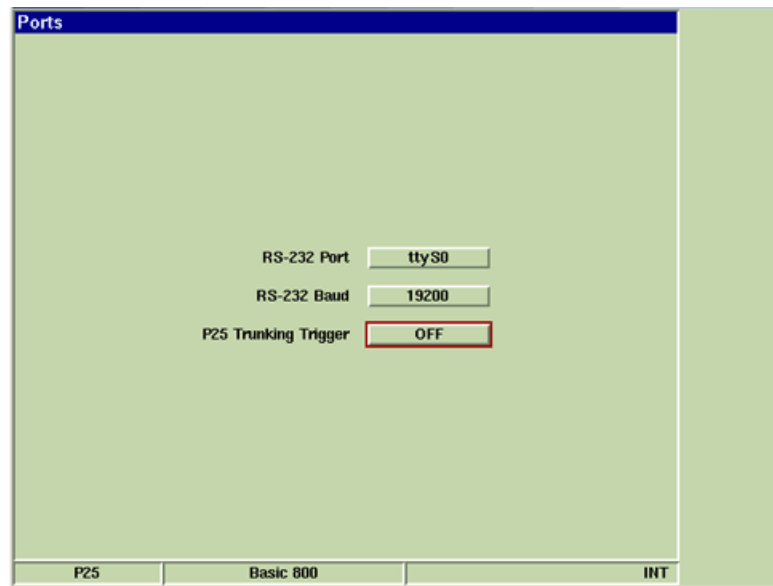 Ports
RS-232 Port ttyS0
RS-232 Baud 19200
P25 Trunking Trigger OFF
P25 Basic 800 INT